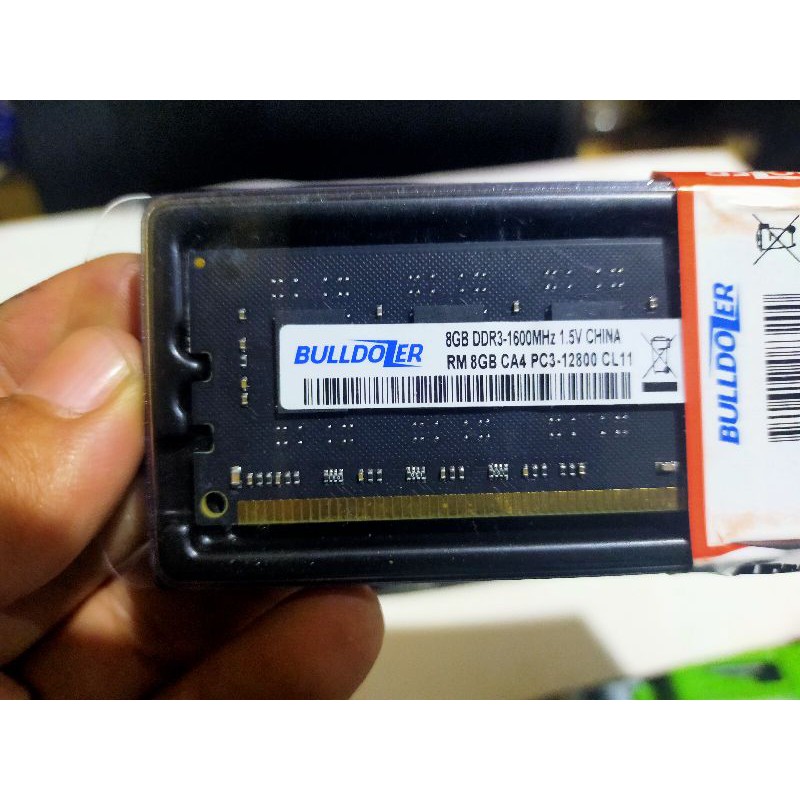 BULLDOZER
8GB DDR3-1600MHz 1.5V CHINA
RM 8GB CA4 PC3-12800 CL11
BULLDOZER